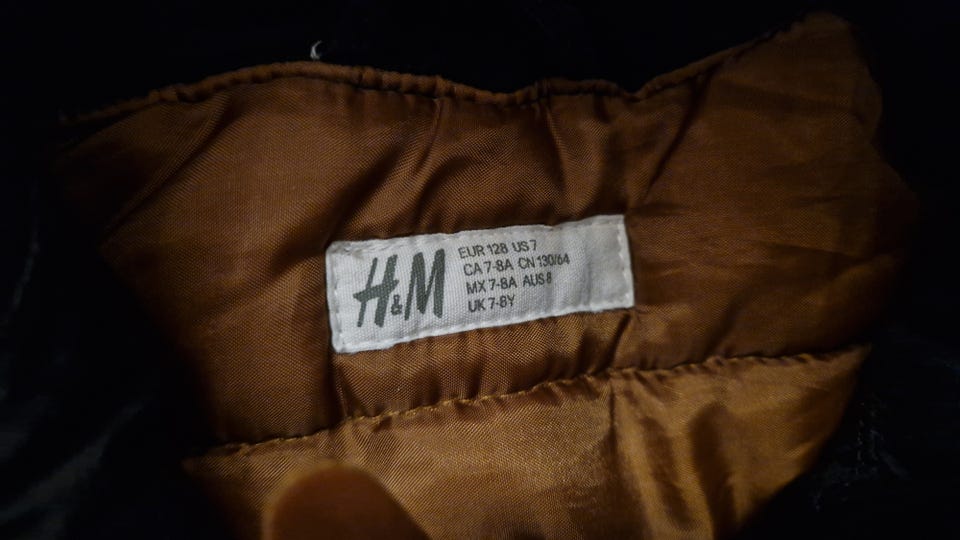 H&M
EUR 128 US 7
CA 7-8A CN 130/64
MX 7-8A AUS 8
UK 7-8Y